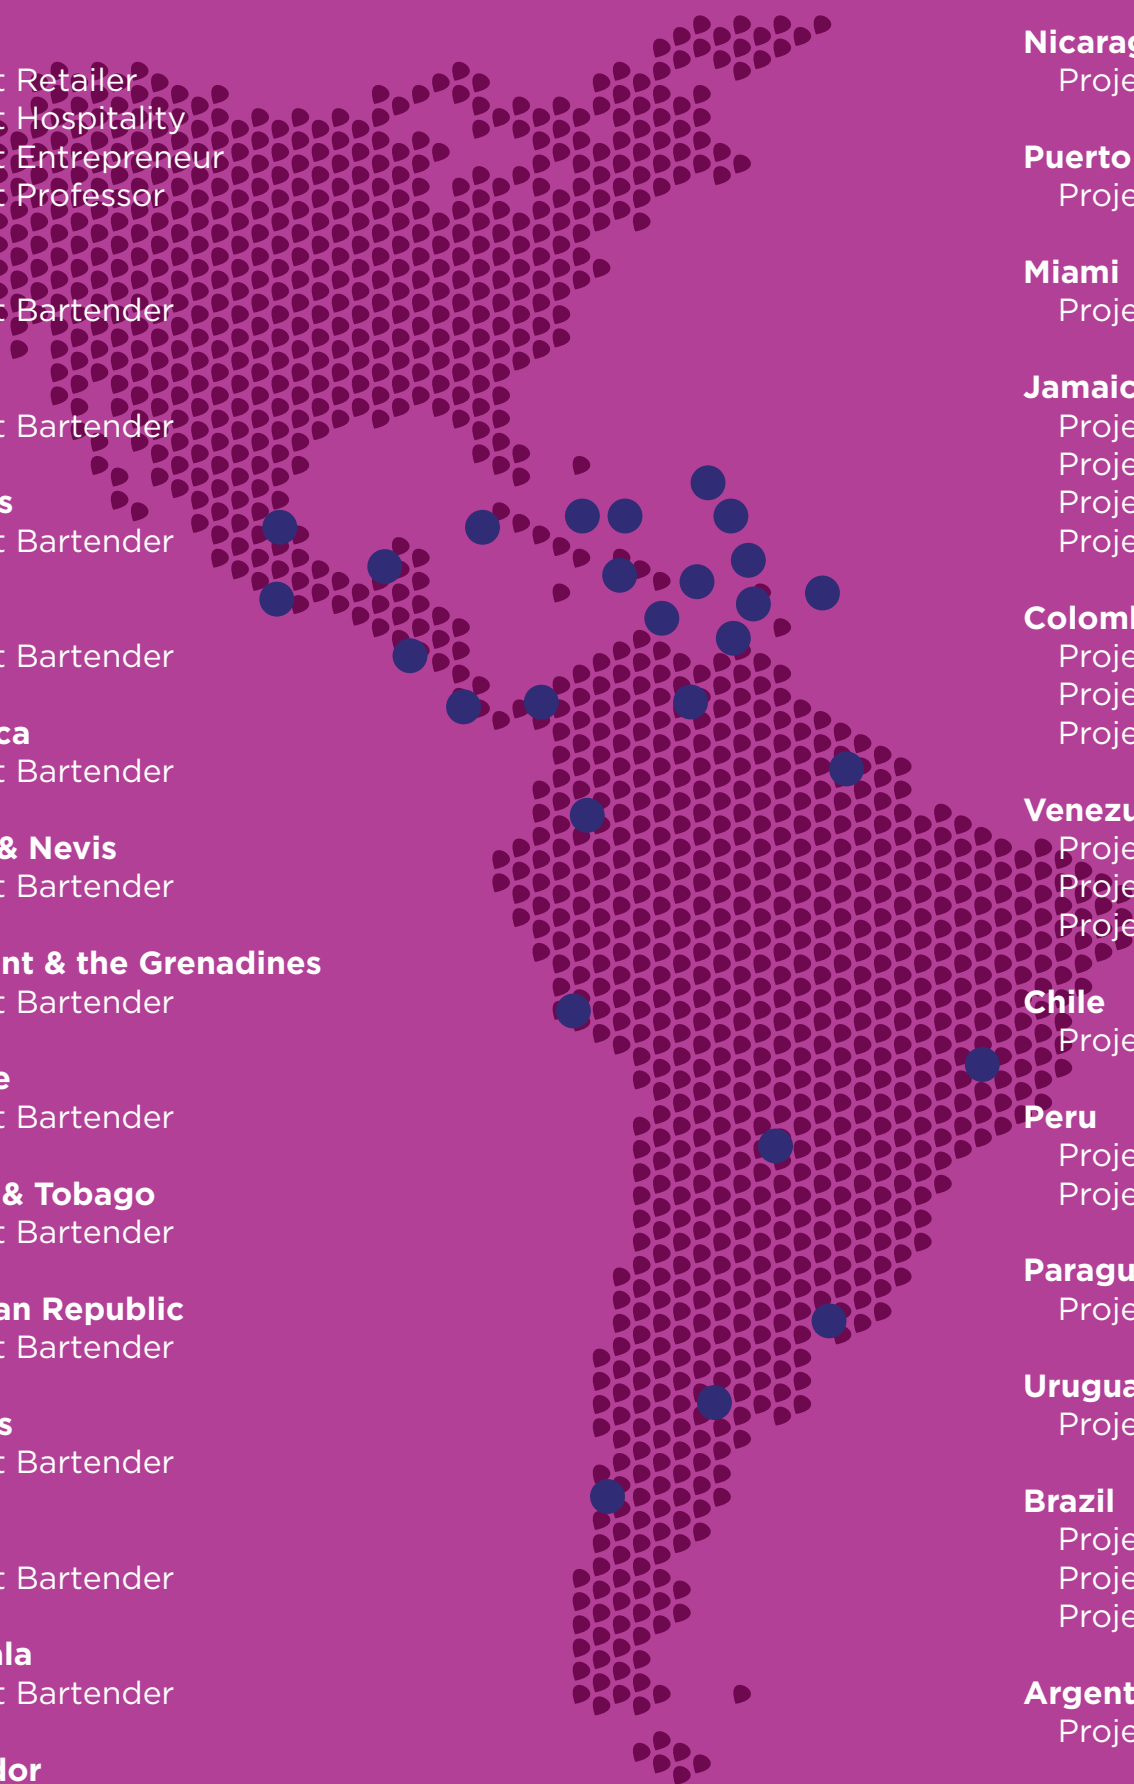 t Retailer
t Hospitality
t Entrepreneur
t Professor
t Bartender
t Bartender
s
t Bartender
t Bartender
ca
t Bartender
& Nevis
t Bartender
nt & the Grenadines
t Bartender
e
t Bartender
& Tobago
t Bartender
an Republic
t Bartender
s
t Bartender
t Bartender
ala
t Bartender
dor
Nicarag
Proje
Puerto
Proje
Miami
Proje
Jamaic
Proje
Proje
Proje
Proje
Colomb
Proje
Proje
Proje
Venezu
Proje
Proje
Proje
Chile
Proje
Peru
Proje
Proje
Paragu
Proje
Urugua
Proje
Brazil
Proje
Proje
Proje
Argent
Proje